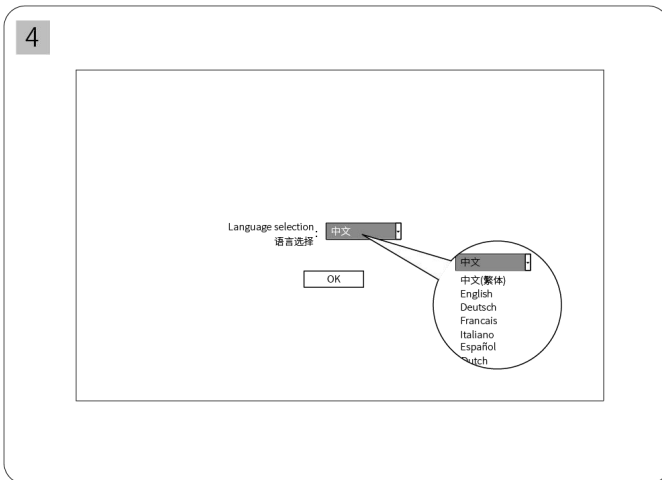 4
Language selection
语言选择
:
中文
OK
中文
中文(繁体)
English
Deutsch
Francais
Italiano
Español
Dutch